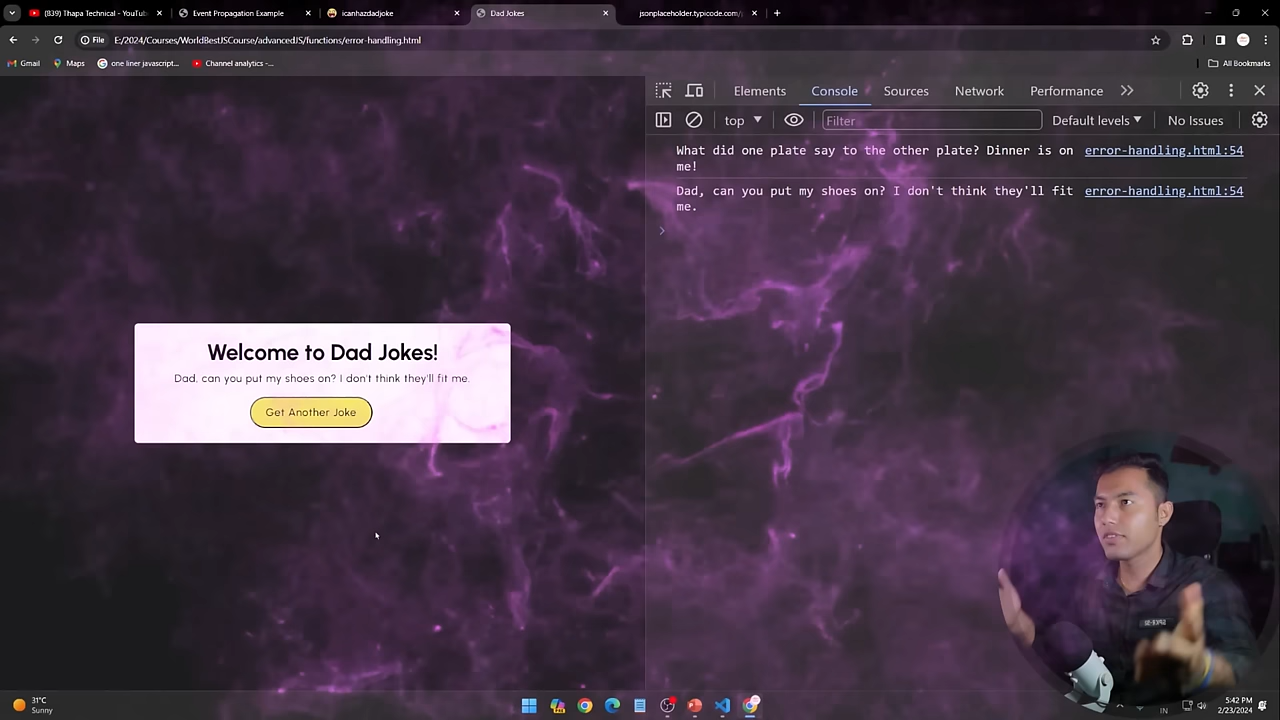 (839) Thapa Technical - YouTub
Event Propagation Example
icanhazdadjoke
Dad Jokes
jsonplaceholder.typicode.com/
File
E:/2024/Courses/WorldBestJSCourse/advancedJS/functions/error-handling.html
Gmail
Maps
one liner javascript...
Channel analytics -...
All Bookmarks
Elements
Console
Sources
Network
Performance
top
Filter
Default levels
No Issues
What did one plate say to the other plate? Dinner is on
me!
error-handling.html:54
Dad, can you put my shoes on? I don't think they'll fit
me.
error-handling.html:54
Welcome to Dad Jokes!
Dad, can you put my shoes on? I don't think they'll fit me.
Get Another Joke
31°C
Sunny
IN
5:42 PM
2/23/2024